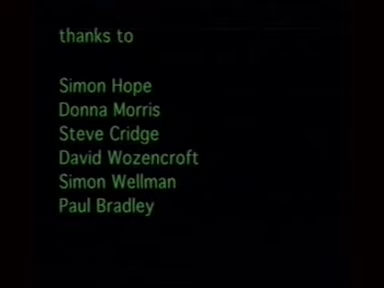 thanks to
Simon Hope
Donna Morris
Steve Cridge
David Wozencroft
Simon Wellman
Paul Bradley